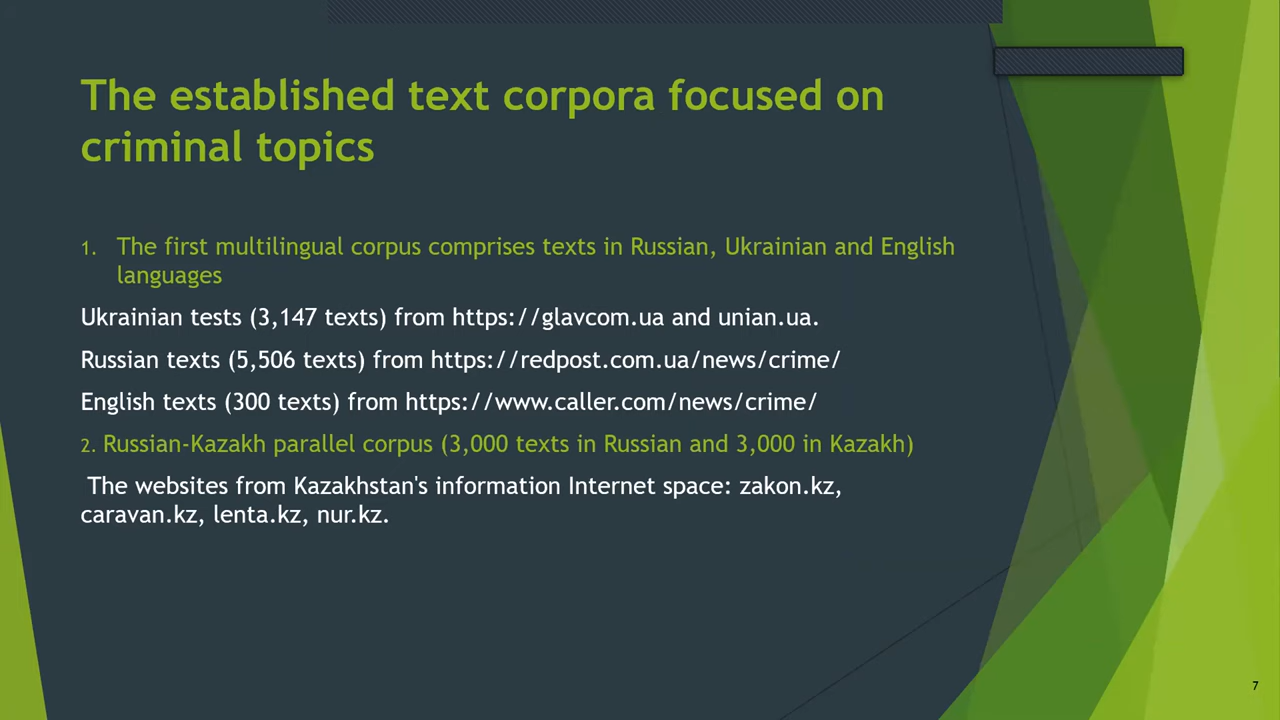 The established text corpora focused on
criminal topics
1. The first multilingual corpus comprises texts in Russian, Ukrainian and English
languages
Ukrainian tests (3,147 texts) from https://glavcom.ua and unian.ua.
Russian texts (5,506 texts) from https://redpost.com.ua/news/crime/
English texts (300 texts) from https://www.caller.com/news/crime/
2. Russian-Kazakh parallel corpus (3,000 texts in Russian and 3,000 in Kazakh)
The websites from Kazakhstan's information Internet space: zakon.kz,
caravan.kz, lenta.kz, nur.kz.
7